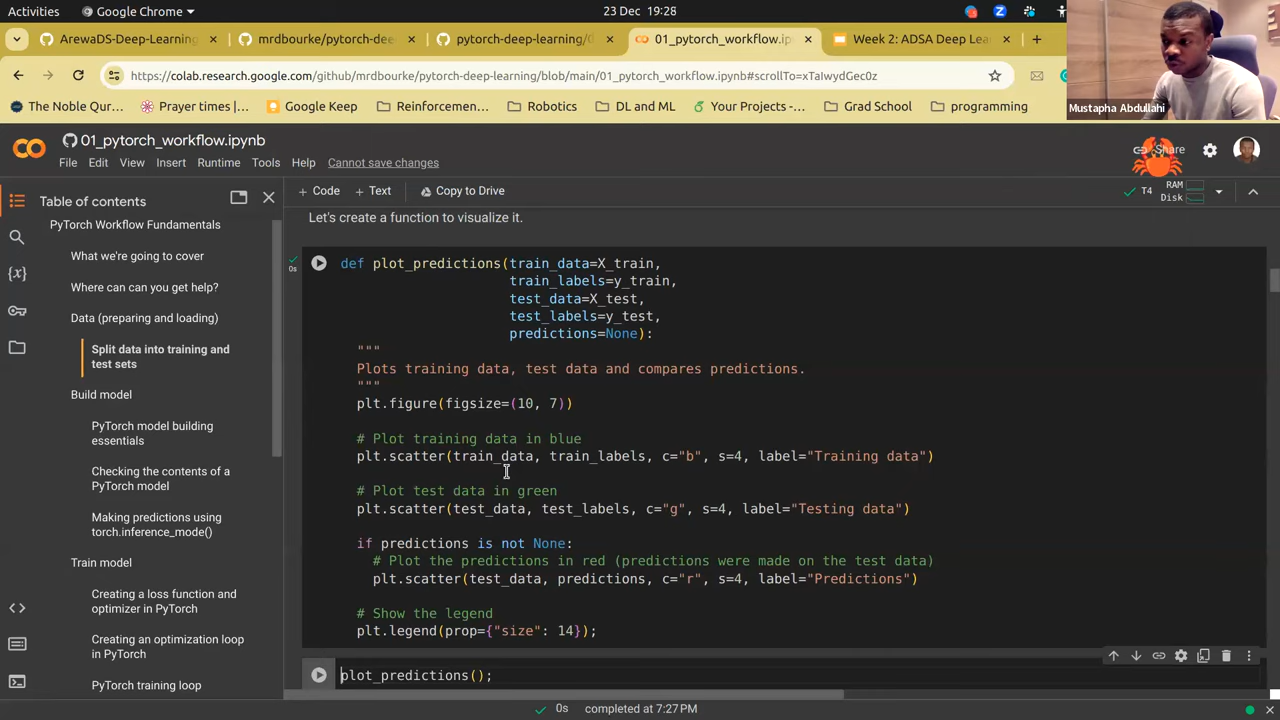 Activities
Google Chrome
23 Dec 19:28
ArewaDS-Deep-Learning
mrdbourke/pytorch-dee
pytorch-deep-learning/0
01_pytorch_workflow.ipy
Week 2: ADSA Deep Lea
https://colab.research.google.com/github/mrdbourke/pytorch-deep-learning/blob/main/01_pytorch_workflow.ipynb#scrollTo=xTaIwydGec0z
The Noble Qur...
Prayer times |...
Google Keep
Reinforcemen...
Robotics
DL and ML
Your Projects -...
Grad School
programming
Mustapha Abdullahi
01_pytorch_workflow.ipynb
File Edit View Insert Runtime Tools Help Cannot save changes
Share
Table of contents
+ Code + Text Copy to Drive
T4 RAM
Disk
PyTorch Workflow Fundamentals
What we're going to cover
Where can can you get help?
Data (preparing and loading)
Split data into training and
test sets
Build model
PyTorch model building
essentials
Checking the contents of a
PyTorch model
Making predictions using
torch.inference_mode()
Train model
Creating a loss function and
optimizer in PyTorch
Creating an optimization loop
in PyTorch
PyTorch training loop
Let's create a function to visualize it.
0s
def plot_predictions(train_data=X_train,
train_labels=y_train,
test_data=X_test,
test_labels=y_test,
predictions=None):
"""
Plots training data, test data and compares predictions.
"""
plt.figure(figsize=(10, 7))
# Plot training data in blue
plt.scatter(train_data, train_labels, c="b", s=4, label="Training data")
# Plot test data in green
plt.scatter(test_data, test_labels, c="g", s=4, label="Testing data")
if predictions is not None:
# Plot the predictions in red (predictions were made on the test data)
plt.scatter(test_data, predictions, c="r", s=4, label="Predictions")
# Show the legend
plt.legend(prop={"size": 14});
plot_predictions();
0s completed at 7:27PM